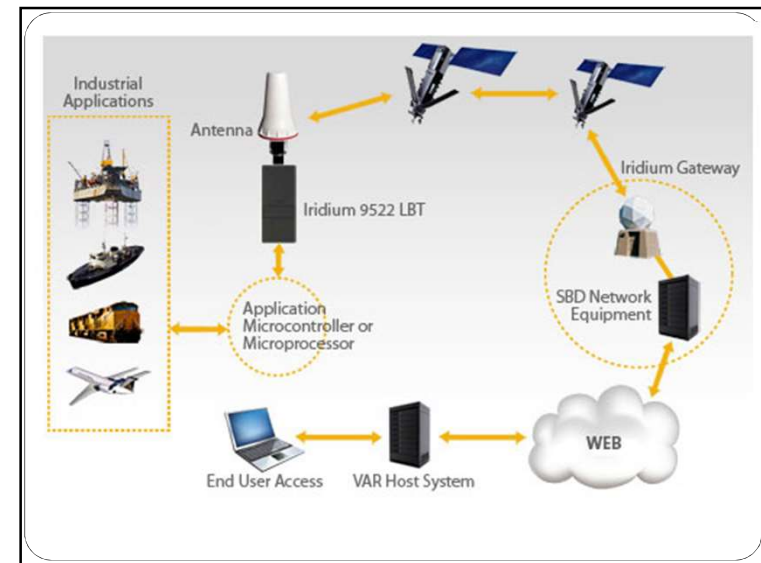 Industrial
Applications
Antenna
Iridium 9522 LBT
Iridium Gateway
SBD Network
Equipment
Application
Microcontroller or
Microprocessor
WEB
End User Access
VAR Host System